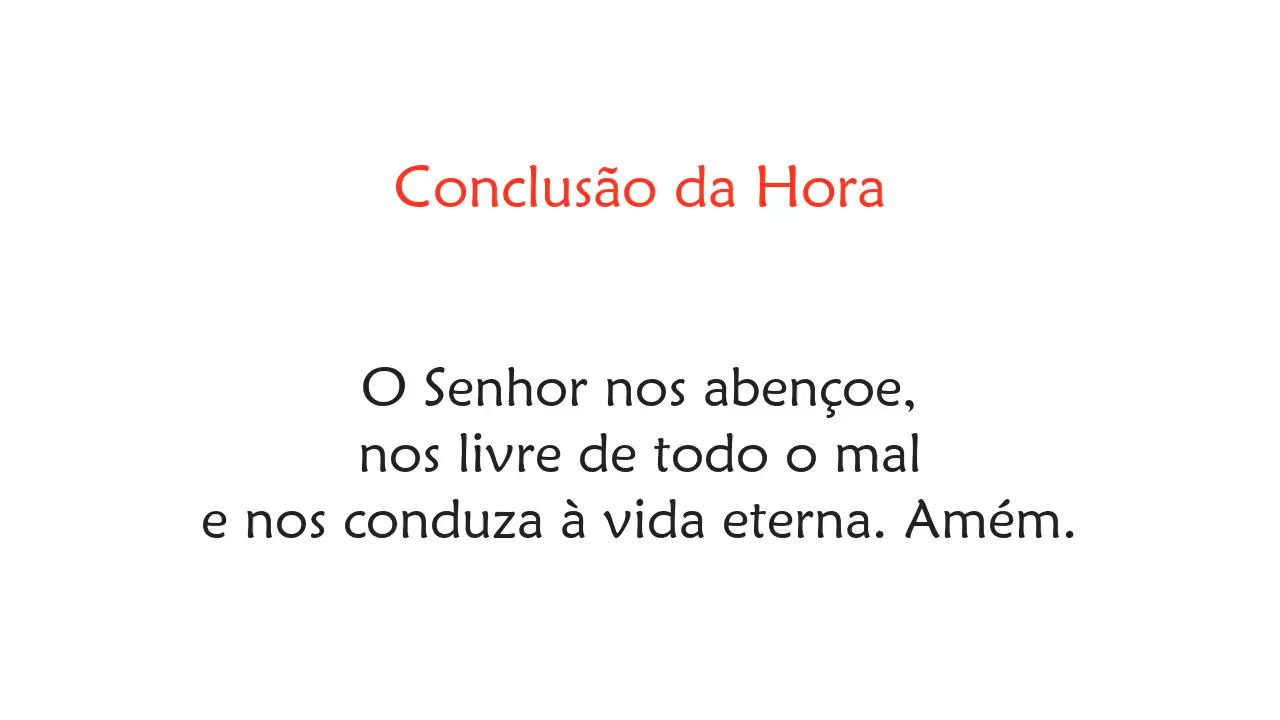 Conclusão da Hora
O Senhor nos abençoe,
nos livre de todo o mal
e nos conduza à vida eterna. Amém.